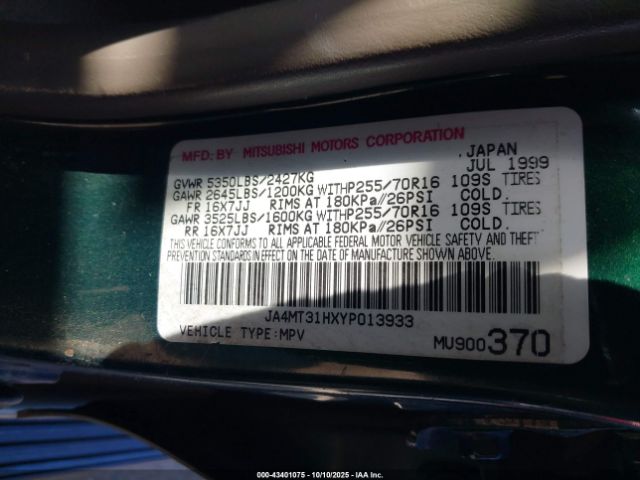 MFD. BY MITSUBISHI MOTORS CORPORATION
JAPAN
GVWR 5350LBS/2427KG JUL 1999
GAWR 2645LBS/1200KG WITHP255/70R16 109S TIRES
FR 16X7JJ RIMS AT 180KPa//26PSI COLD.
GAWR 3525LBS/1600KG WITHP255/70R16 109S TIRES
RR 16X7JJ RIMS AT 180KPa//26PSI COLD.
THIS VEHICLE CONFORMS TO ALL APPLICABLE FEDERAL MOTOR VEHICLE SAFETY AND THEFT
PREVENTION STANDARDS IN EFFECT ON THE DATE OF MANUFACTURE SHOWN ABOVE.
JA4MT31HXYP013933
VEHICLE TYPE:MPV MU900370
000-43401075 - 10/10/2025 - IAA, Inc.